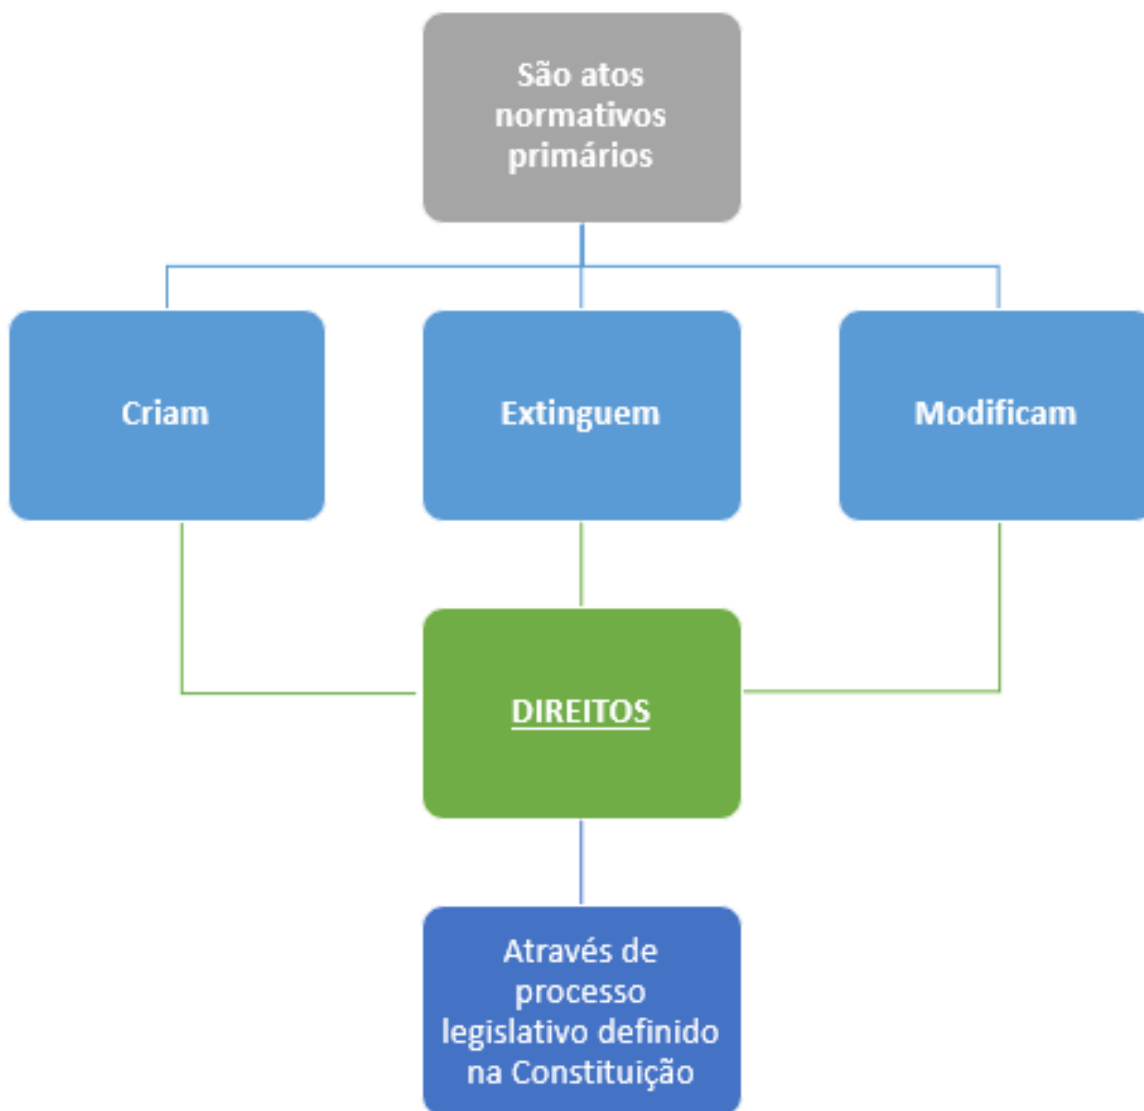 São atos
normativos
primários
Criam
Extinguem
Modificam
DIREITOS
Através de
processo
legislativo definido
na Constituição